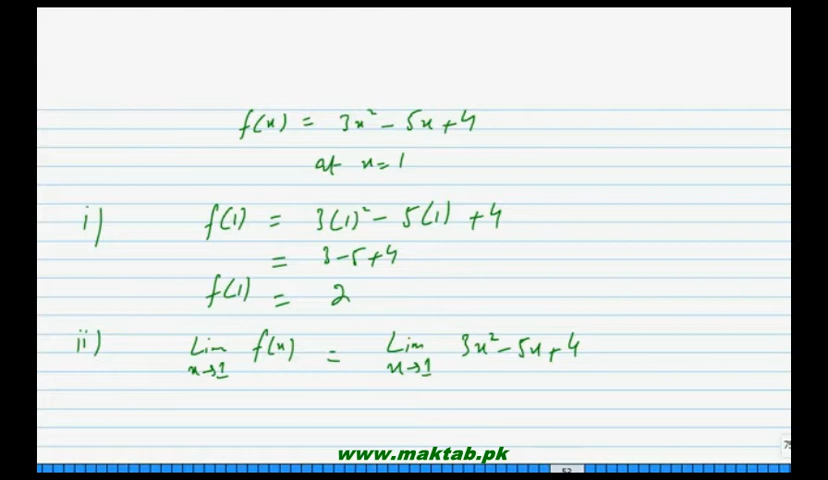 f(x) = 3x² - 5x + 4
at x = 1
i) f(1) = 3(1)² - 5(1) + 4
= 3 - 5 + 4
f(1) = 2
ii) Lim x→1 f(x) = Lim x→1 3x² - 5x + 4
www.maktab.pk